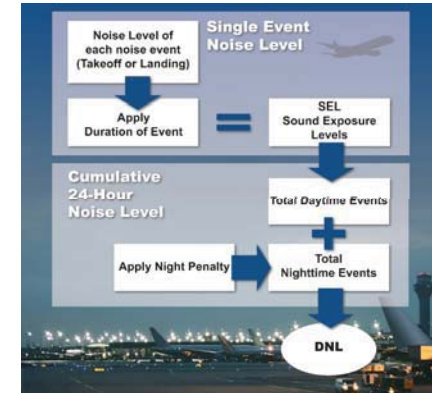 Noise Level of
each noise event
(Takeoff or Landing)
Single Event
Noise Level
Apply
Duration of Event
=
SEL
Sound Exposure
Levels
Cumulative
24-Hour
Noise Level
Total Daytime Events
+
Apply Night Penalty
Total
Nighttime Events
DNL